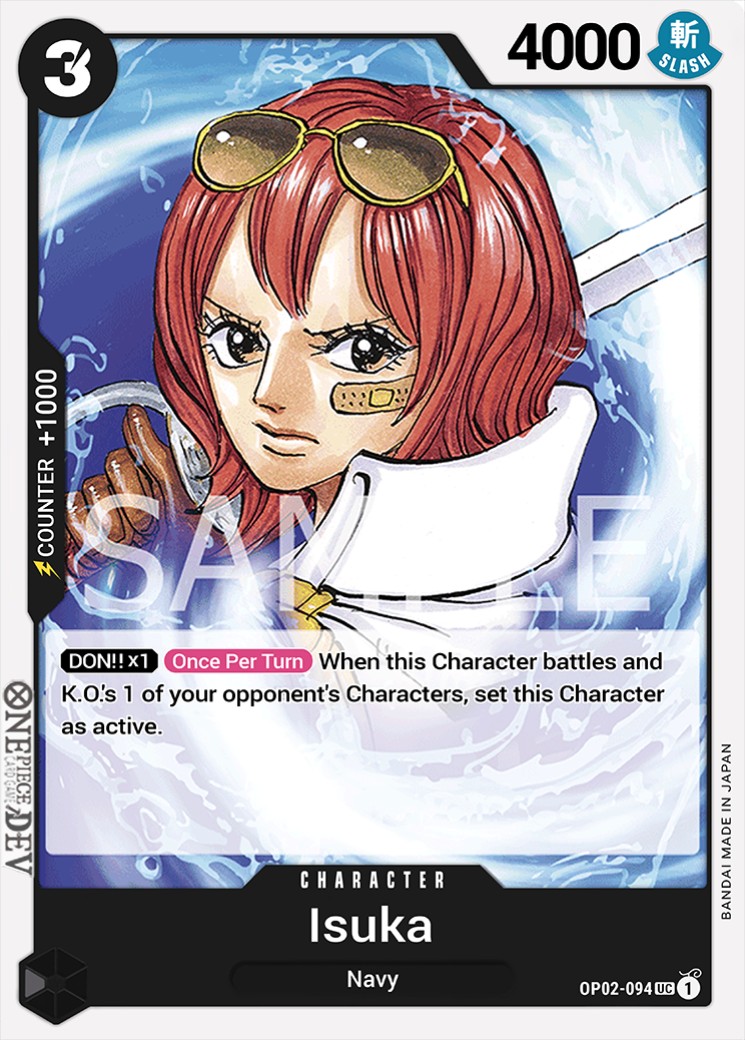 3
4000
斬
SLASH
COUNTER +1000
SAMPLE
DON!!×1 Once Per Turn When this Character battles and
K.O.'s 1 of your opponent's Characters, set this Character
as active.
ONE PIECE
CARD GAME
DEV
BANDAI MADE IN JAPAN
CHARACTER
Isuka
Navy
OP02-094 UC 1